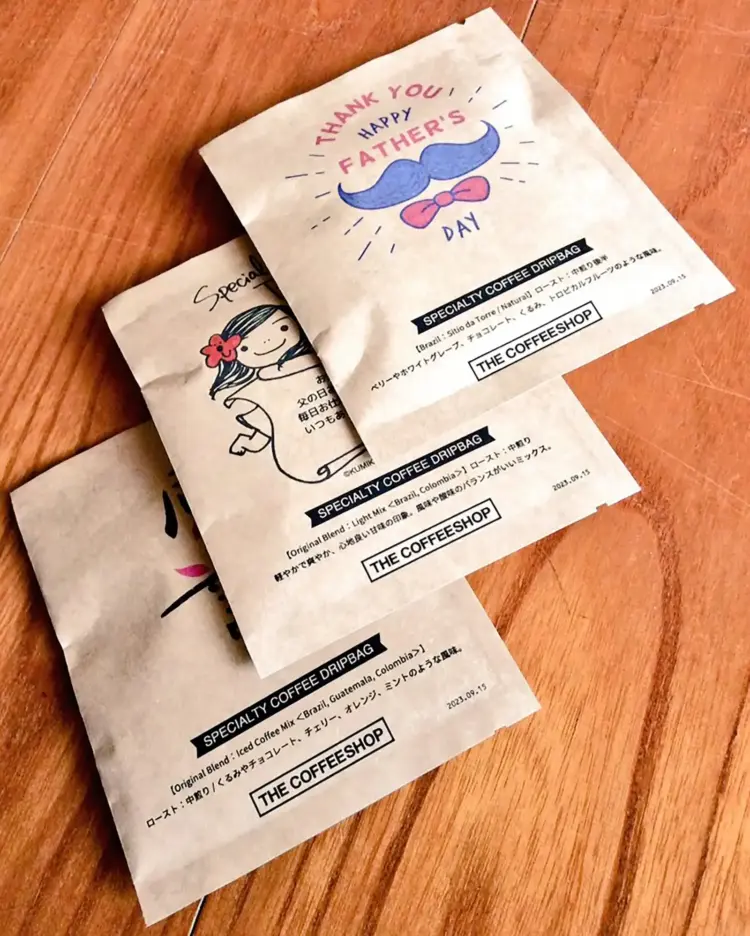 THANK YOU
HAPPY
FATHER'S
DAY
SPECIALTY COFFEE DRIPBAG
【Brazil : Sitio da Torre / Natural】ロースト:中煎り後半
ベリーやホワイトグレープ、チョコレート、くるみ、トロピカルフルーツのような風味。
2023.09.15
THE COFFEESHOP
Special
父の日
毎日お仕
いつもあ
©KUMIK
SPECIALTY COFFEE DRIPBAG
【Original Blend : Light Mix <Brazil, Colombia>】ロースト:中煎り
軽やかで爽やか、心地良い甘味の印象。風味や酸味のバランスがいいミックス。
2023.09.15
THE COFFEESHOP
SPECIALTY COFFEE DRIPBAG
【Original Blend : Iced Coffee Mix <Brazil, Guatemala, Colombia>】
ロースト:中煎り / くるみやチョコレート、チェリー、オレンジ、ミントのような風味。
2023.09.15
THE COFFEESHOP